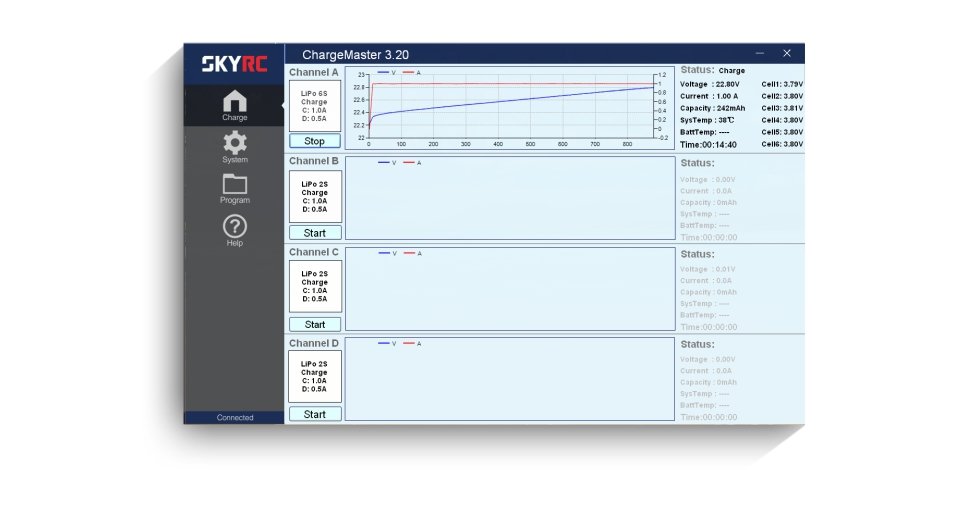 SKYRC
ChargeMaster 3.20
Charge
System
Program
Help
Connected
Channel A
LiPo 6S
Charge
C: 1.0A
D: 0.5A
Stop
V A
23
22.8
22.6
22.4
22.2
22
1.2
1
0.8
0.6
0.4
0.2
0
-0.2
0 100 200 300 400 500 600 700 800
Status: Charge
Voltage : 22.80V Cell1: 3.79V
Current : 1.00 A Cell2: 3.80V
Capacity : 242mAh Cell3: 3.81V
SysTemp : 38℃ Cell4: 3.80V
BattTemp: ---- Cell5: 3.80V
Time:00:14:40 Cell6: 3.80V
Channel B
LiPo 2S
Charge
C: 1.0A
D: 0.5A
Start
V A
Status:
Voltage : 0.00V
Current : 0.0A
Capacity : 0mAh
SysTemp : ----
BattTemp: ----
Time:00:00:00
Channel C
LiPo 2S
Charge
C: 1.0A
D: 0.5A
Start
V A
Status:
Voltage : 0.01V
Current : 0.0A
Capacity : 0mAh
SysTemp : ----
BattTemp: ----
Time:00:00:00
Channel D
LiPo 2S
Charge
C: 1.0A
D: 0.5A
Start
V A
Status:
Voltage : 0.00V
Current : 0.0A
Capacity : 0mAh
SysTemp : ----
BattTemp: ----
Time:00:00:00